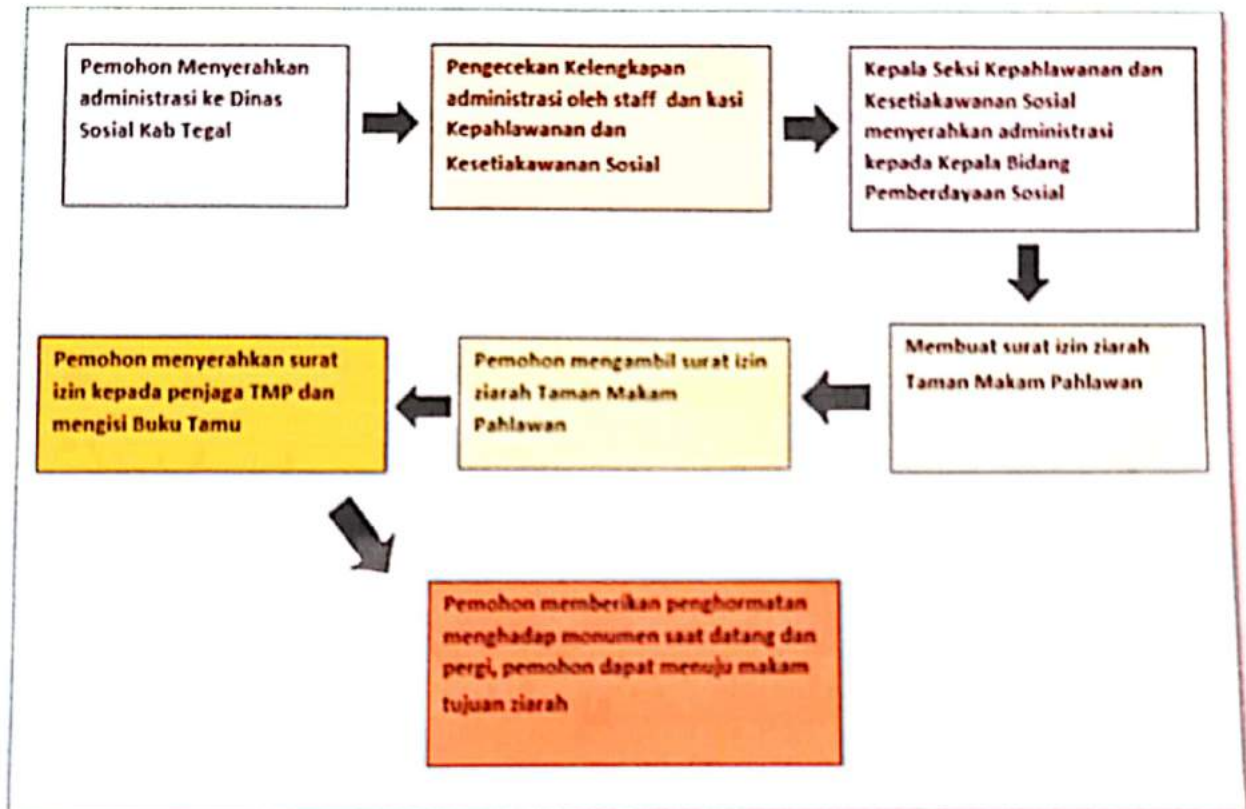 Pemohon Menyerahkan
administrasi ke Dinas
Sosial Kab Tegal
Pengecekan Kelengkapan
administrasi oleh staff dan kasi
Kepahlawanan dan
Kesetiakawanan Sosial
Kepala Seksi Kepahlawanan dan
Kesetiakawanan Sosial
menyerahkan administrasi
kepada Kepala Bidang
Pemberdayaan Sosial
Membuat surat izin ziarah
Taman Makam Pahlawan
Pemohon mengambil surat izin
ziarah Taman Makam
Pahlawan
Pemohon menyerahkan surat
izin kepada penjaga TMP dan
mengisi Buku Tamu
Pemohon memberikan penghormatan
menghadap monumen saat datang dan
pergi, pemohon dapat menuju makam
tujuan ziarah